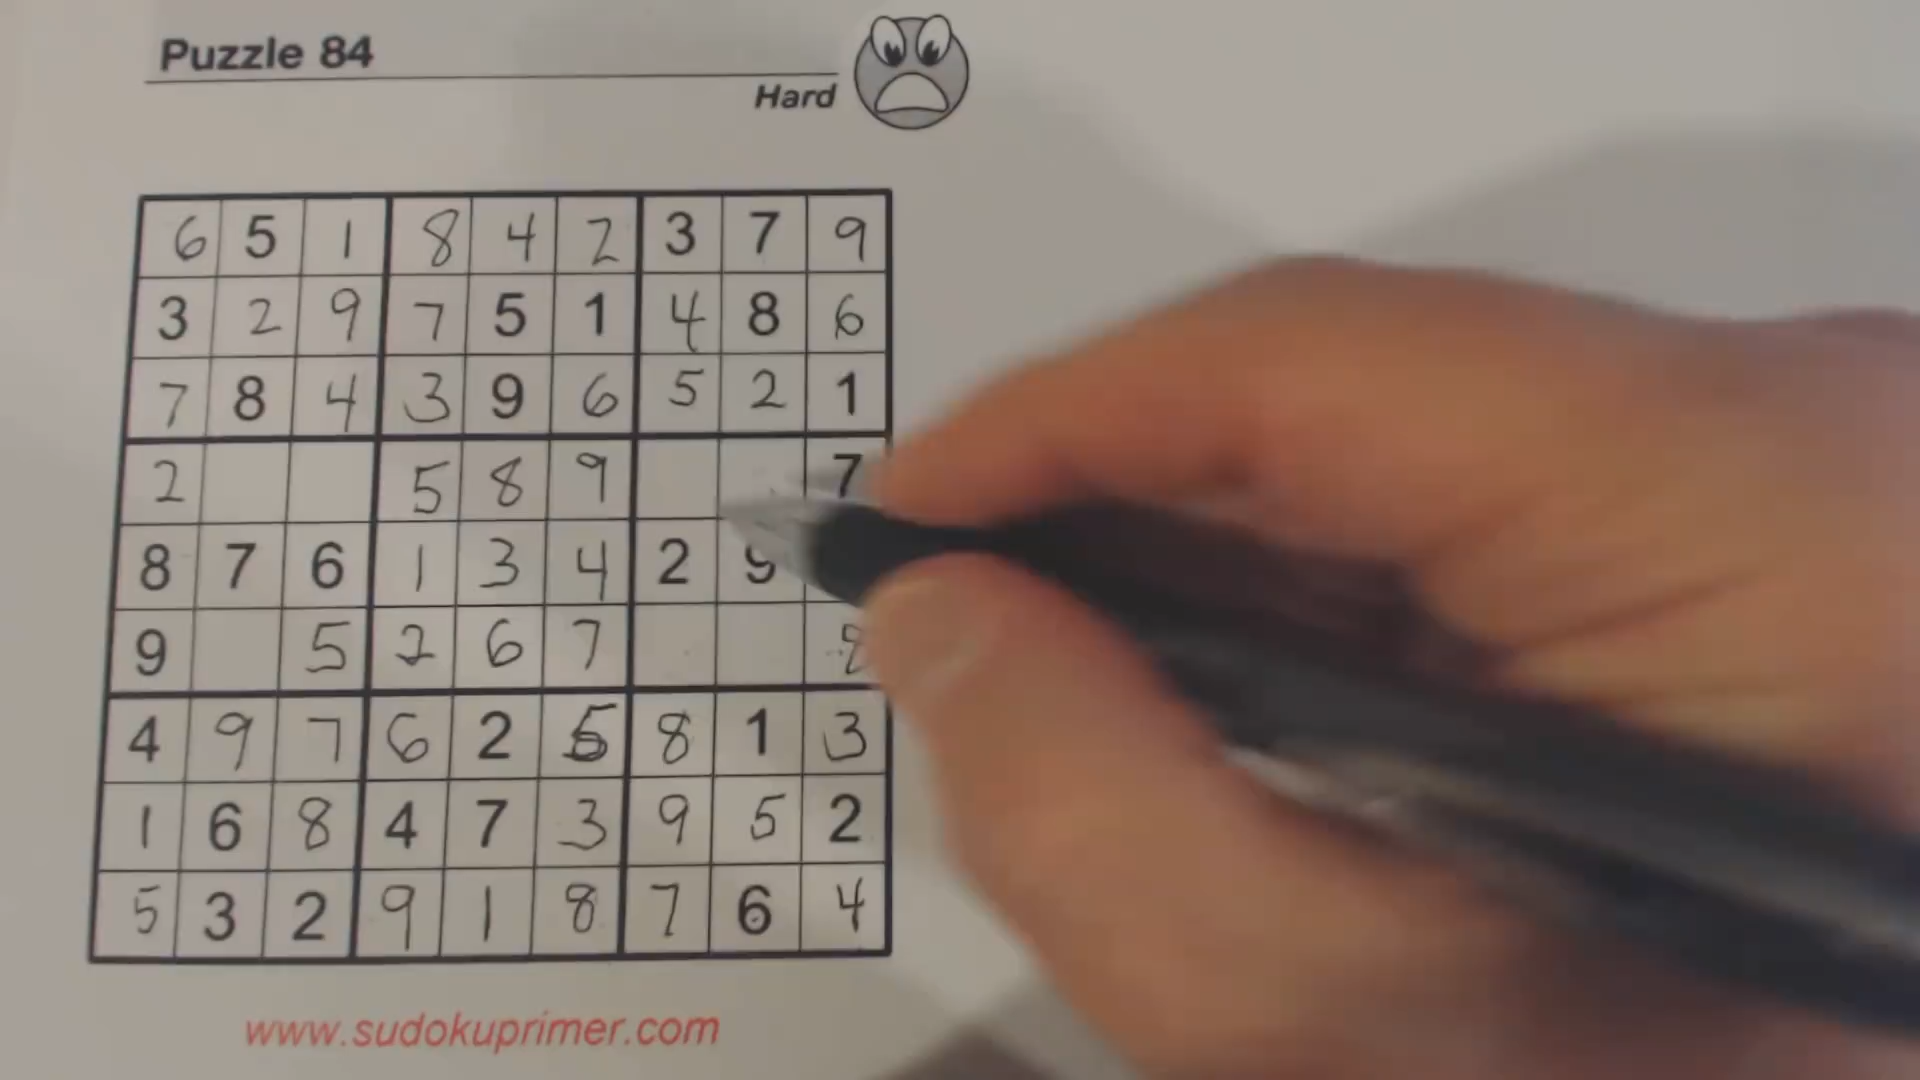 Puzzle 84
Hard
6 5 1 8 4 2 3 7 9
3 2 9 7 5 1 4 8 6
7 8 4 3 9 6 5 2 1
2 5 8 9 7
8 7 6 1 3 4 2 9
9 5 2 6 7 8
4 9 7 6 2 5 8 1 3
1 6 8 4 7 3 9 5 2
5 3 2 9 1 8 7 6 4
www.sudokuprimer.com